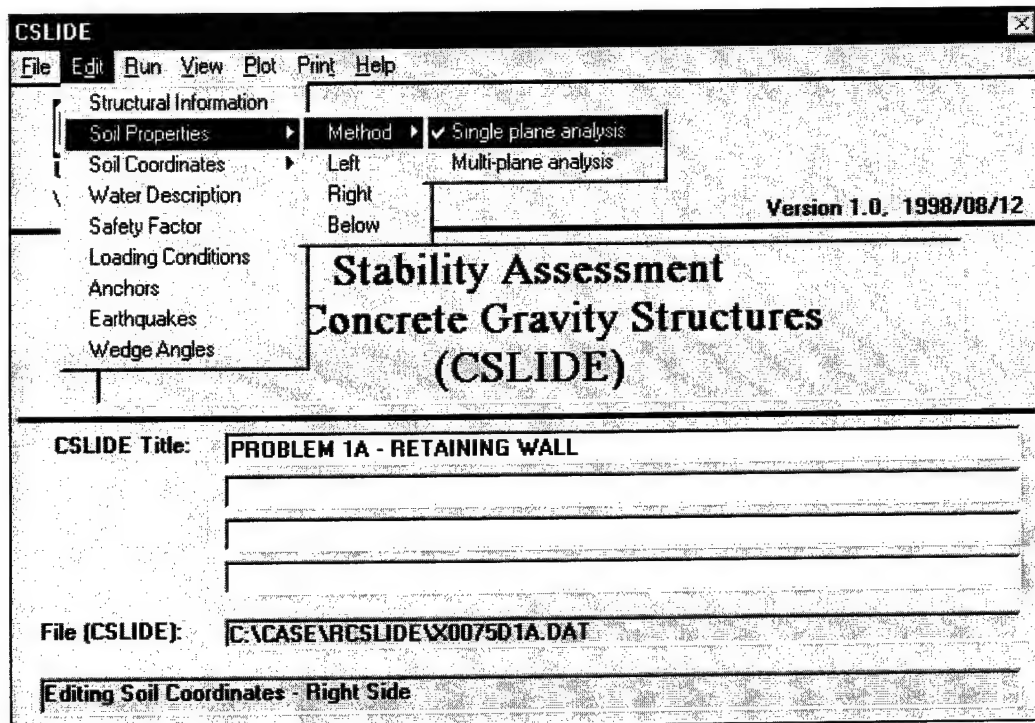 CSLIDE
File Edit Run View Plot Print Help
Structural Information
Soil Properties Method Single plane analysis
Soil Coordinates Left Multi-plane analysis
Water Description Right
Version 1.0, 1998/08/12
Safety Factor Below
Loading Conditions
Anchors
Earthquakes
Wedge Angles
Stability Assessment
Concrete Gravity Structures
(CSLIDE)
CSLIDE Title: PROBLEM 1A - RETAINING WALL
File (CSLIDE): C:\CASE\RCSLIDE\X0075D1A.DAT
Editing Soil Coordinates - Right Side